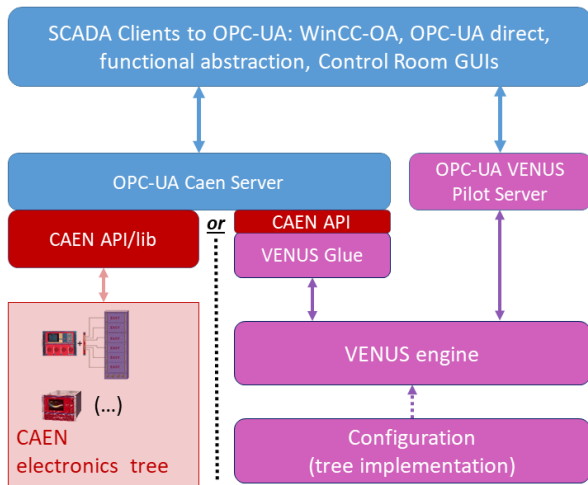 SCADA Clients to OPC-UA: WinCC-OA, OPC-UA direct,
functional abstraction, Control Room GUIs
OPC-UA Caen Server
OPC-UA VENUS
Pilot Server
CAEN API/lib
or
CAEN API
VENUS Glue
VENUS engine
+
(...)
CAEN
electronics tree
Configuration
(tree implementation)